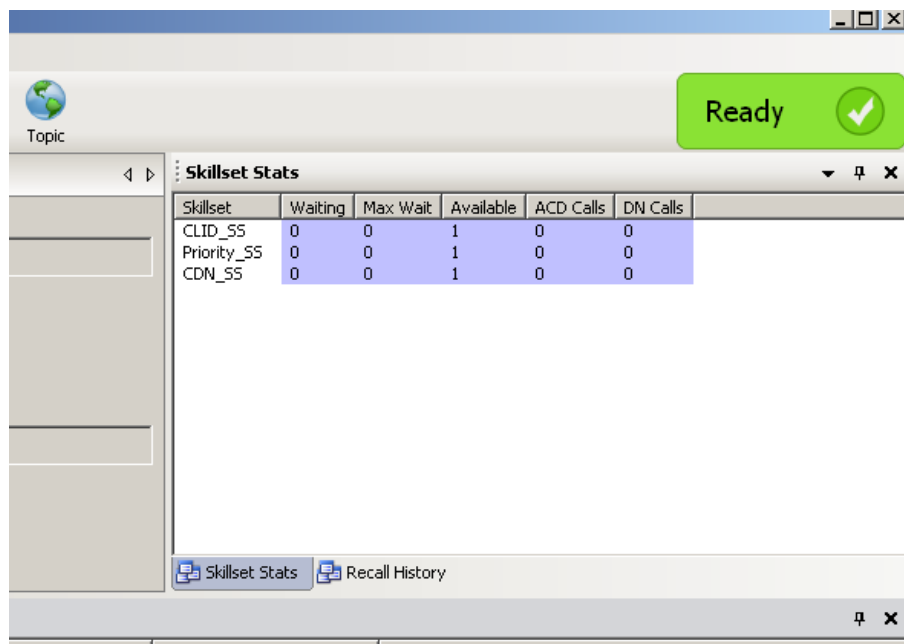 Ready
Topic
Skillset Stats
Skillset Waiting Max Wait Available ACD Calls DN Calls
CLID_SS 0 0 1 0 0
Priority_SS 0 0 1 0 0
CDN_SS 0 0 1 0 0
Skillset Stats Recall History